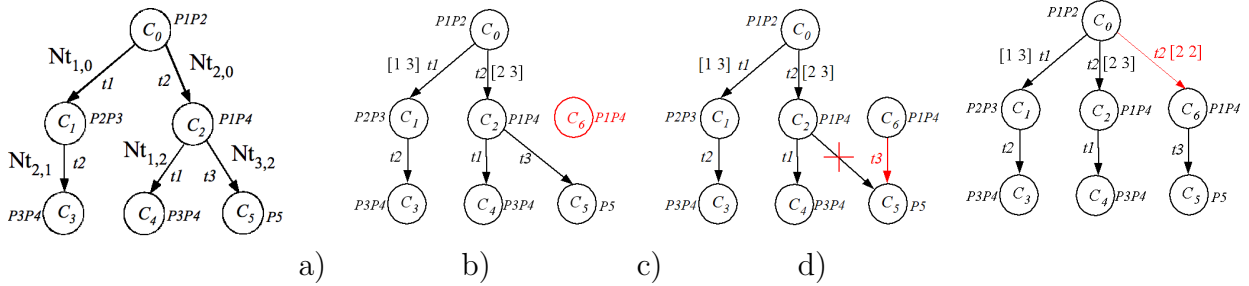 P1P2
C0
Nt1,0 t1 t2 Nt2,0
C1 P2P3 C2 P1P4
Nt2,1 t2 Nt1,2 t1 t3 Nt3,2
P3P4 C3 C4 P3P4 C5 P5
a)
P1P2
C0
[1 3] t1 t2 [2 3]
P2P3 C1 C2 P1P4 C6 P1P4
t2 t1 t3
P3P4 C3 C4 P3P4 C5 P5
b)
P1P2
C0
[1 3] t1 t2 [2 3]
P2P3 C1 C2 P1P4 C6 P1P4
t2 t1 t3
P3P4 C3 C4 P3P4 C5 P5
c)
P1P2
C0
[1 3] t1 t2 [2 3] t2 [2 2]
P2P3 C1 C2 P1P4 C6 P1P4
t2 t1 t3
P3P4 C3 C4 P3P4 C5 P5
d)